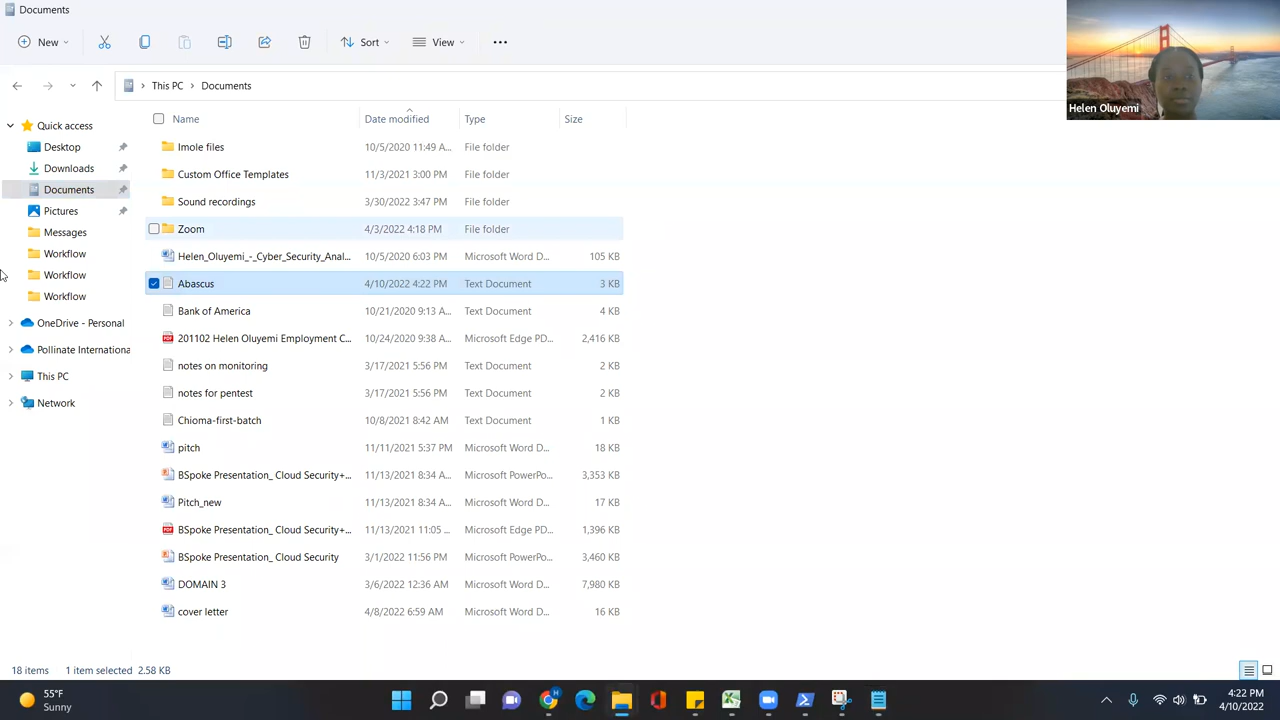 Documents
New
Sort
View
This PC
Documents
Helen Oluyemi
Name
Date modified
Type
Size
Quick access
Desktop
Downloads
Documents
Pictures
Messages
Workflow
Workflow
Workflow
OneDrive - Personal
Pollinate Internationa
This PC
Network
Imole files 10/5/2020 11:49 A... File folder
Custom Office Templates 11/3/2021 3:00 PM File folder
Sound recordings 3/30/2022 3:47 PM File folder
Zoom 4/3/2022 4:18 PM File folder
Helen_Oluyemi_-_Cyber_Security_Anal... 10/5/2020 6:03 PM Microsoft Word D... 105 KB
Abascus 4/10/2022 4:22 PM Text Document 3 KB
Bank of America 10/21/2020 9:13 A... Text Document 4 KB
201102 Helen Oluyemi Employment C... 10/24/2020 9:38 A... Microsoft Edge PD... 2,416 KB
notes on monitoring 3/17/2021 5:56 PM Text Document 2 KB
notes for pentest 3/17/2021 5:56 PM Text Document 2 KB
Chioma-first-batch 10/8/2021 8:42 AM Text Document 1 KB
pitch 11/11/2021 5:37 PM Microsoft Word D... 18 KB
BSpoke Presentation_ Cloud Security+... 11/13/2021 8:34 A... Microsoft PowerPo... 3,353 KB
Pitch_new 11/13/2021 8:34 A... Microsoft Word D... 17 KB
BSpoke Presentation_ Cloud Security+... 11/13/2021 11:05 ... Microsoft Edge PD... 1,396 KB
BSpoke Presentation_ Cloud Security 3/1/2022 11:56 PM Microsoft PowerPo... 3,460 KB
DOMAIN 3 3/6/2022 12:36 AM Microsoft Word D... 7,980 KB
cover letter 4/8/2022 6:59 AM Microsoft Word D... 16 KB
18 items 1 item selected 2.58 KB
55°F
Sunny
4:22 PM
4/10/2022